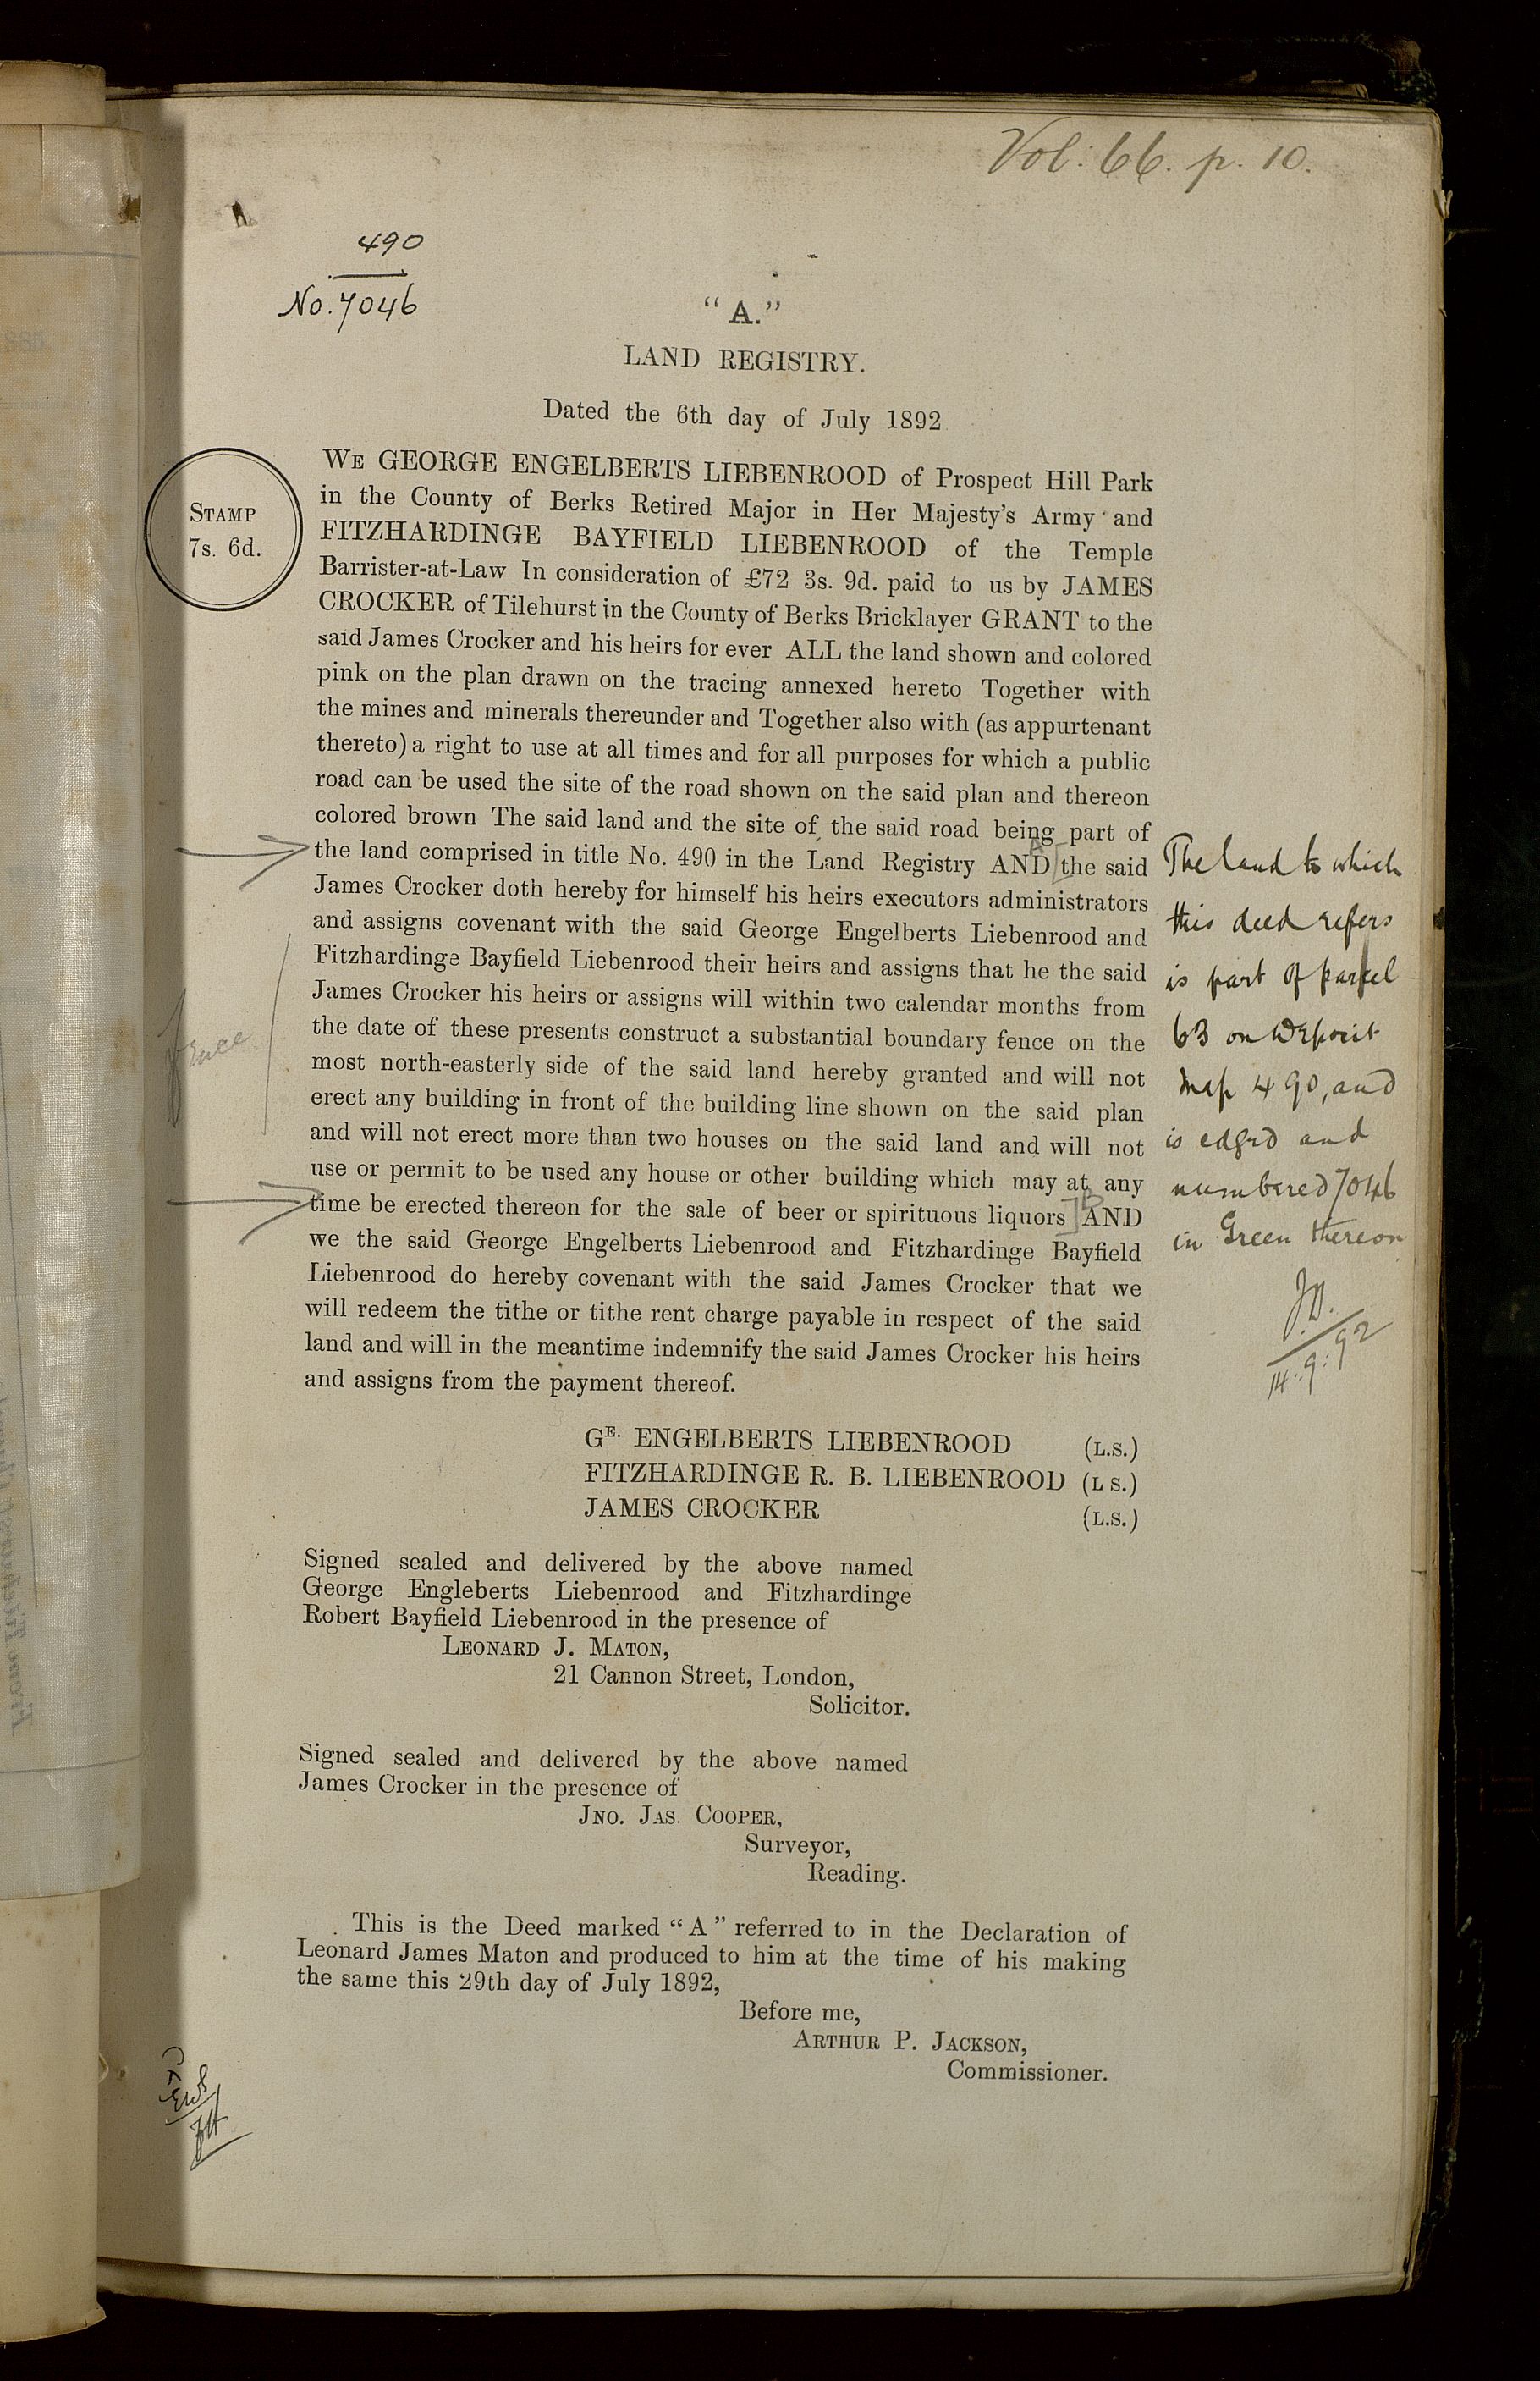 Vol: 66. p. 10.
490
No. 7046
“A.”
LAND REGISTRY.
Dated the 6th day of July 1892
STAMP
7s. 6d.
WE GEORGE ENGELBERTS LIEBENROOD of Prospect Hill Park
in the County of Berks Retired Major in Her Majesty's Army and
FITZHARDINGE BAYFIELD LIEBENROOD of the Temple
Barrister-at-Law In consideration of £72 3s. 9d. paid to us by JAMES
CROCKER of Tilehurst in the County of Berks Bricklayer GRANT to the
said James Crocker and his heirs for ever ALL the land shown and colored
pink on the plan drawn on the tracing annexed hereto Together with
the mines and minerals thereunder and Together also with (as appurtenant
thereto) a right to use at all times and for all purposes for which a public
road can be used the site of the road shown on the said plan and thereon
colored brown The said land and the site of the said road being part of
the land comprised in title No. 490 in the Land Registry AND A [the said
James Crocker doth hereby for himself his heirs executors administrators
and assigns covenant with the said George Engelberts Liebenrood and
Fitzhardinge Bayfield Liebenrood their heirs and assigns that he the said
James Crocker his heirs or assigns will within two calendar months from
the date of these presents construct a substantial boundary fence on the
most north-easterly side of the said land hereby granted and will not
erect any building in front of the building line shown on the said plan
and will not erect more than two houses on the said land and will not
use or permit to be used any house or other building which may at any
time be erected thereon for the sale of beer or spirituous liquors ] B AND
we the said George Engelberts Liebenrood and Fitzhardinge Bayfield
Liebenrood do hereby covenant with the said James Crocker that we
will redeem the tithe or tithe rent charge payable in respect of the said
land and will in the meantime indemnify the said James Crocker his heirs
and assigns from the payment thereof.
fence
The land to which
this deed refers
is part of parcel
63 on Deposit
Map 490, and
is edged and
numbered 7046
in Green thereon
14.9.92
GE. ENGELBERTS LIEBENROOD (L.S.)
FITZHARDINGE R. B. LIEBENROOD (L S.)
JAMES CROCKER (L.S.)
Signed sealed and delivered by the above named
George Engleberts Liebenrood and Fitzhardinge
Robert Bayfield Liebenrood in the presence of
LEONARD J. MATON,
21 Cannon Street, London,
Solicitor.
Signed sealed and delivered by the above named
James Crocker in the presence of
JNO. JAS. COOPER,
Surveyor,
Reading.
This is the Deed marked “A” referred to in the Declaration of
Leonard James Maton and produced to him at the time of his making
the same this 29th day of July 1892,
Before me,
ARTHUR P. JACKSON,
Commissioner.